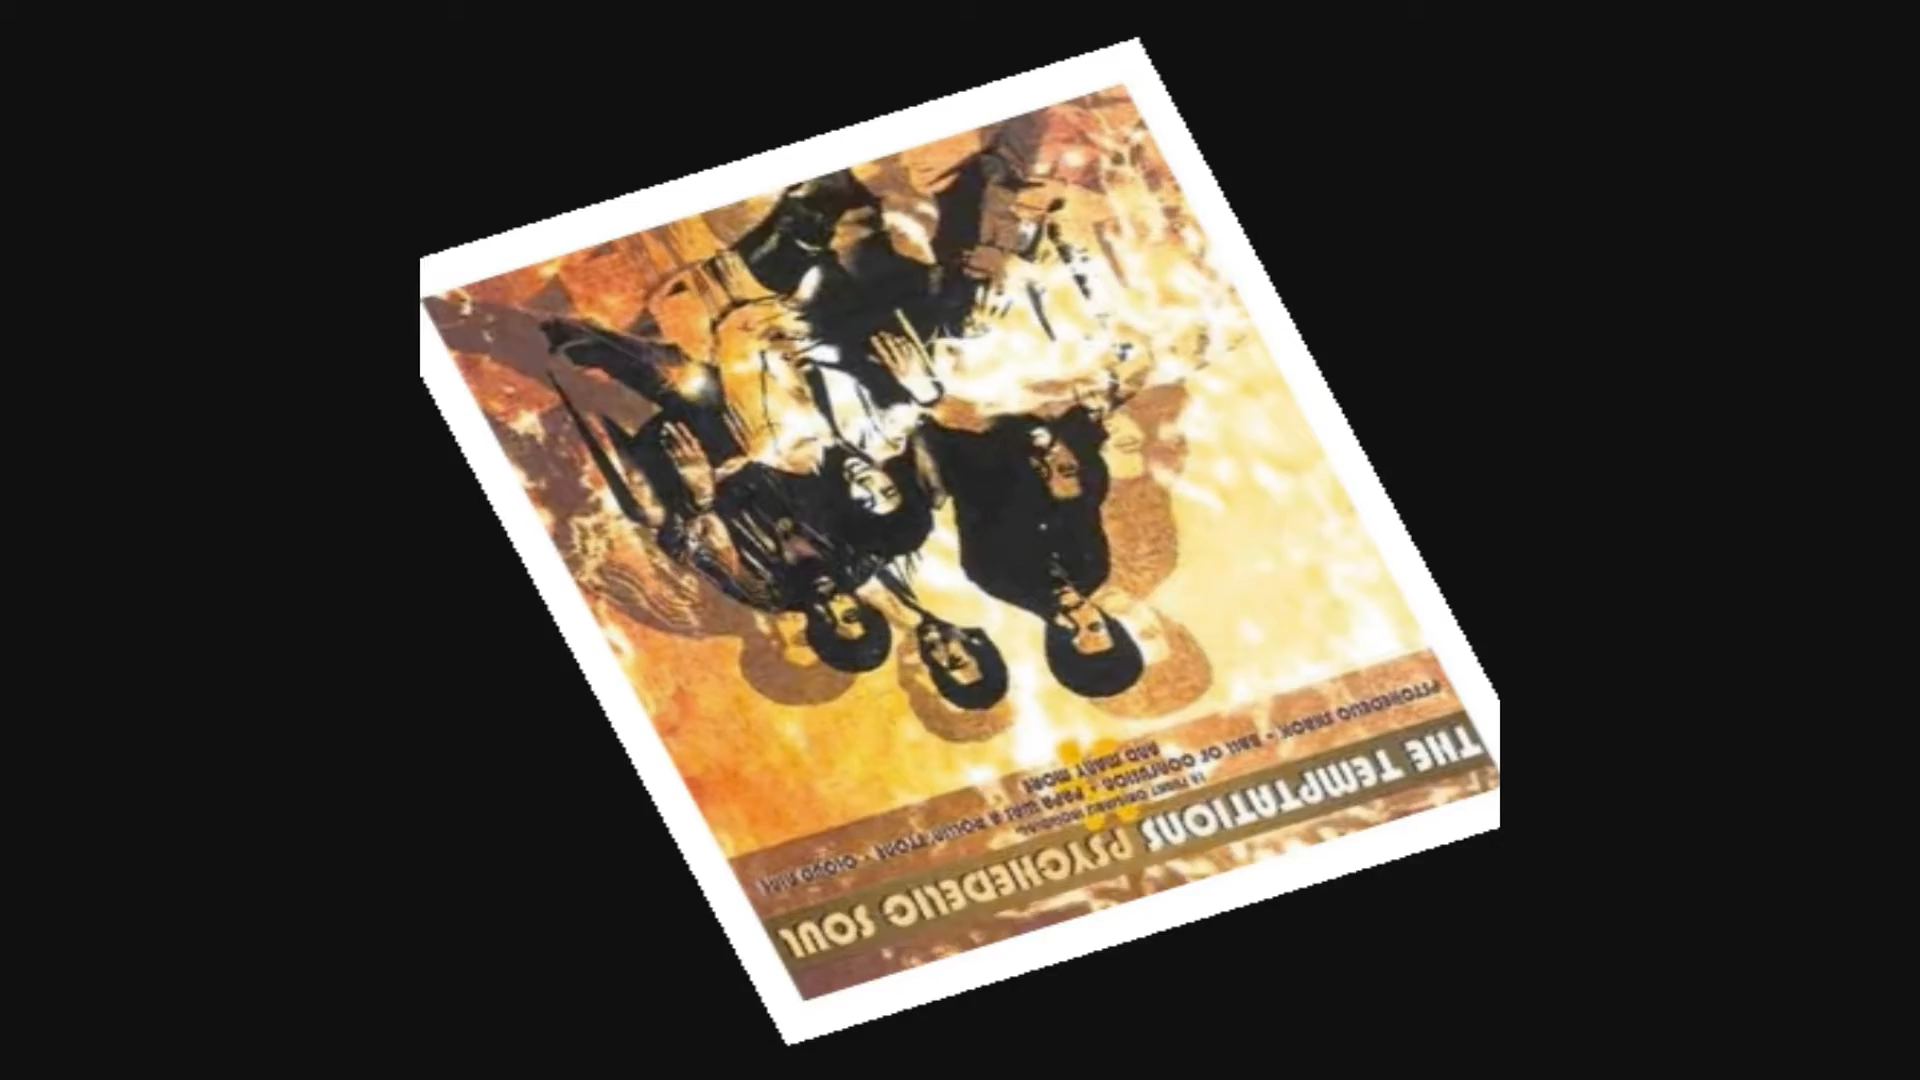 THE TEMPTATIONS PSYCHEDELIC SOUL
PSYCHEDELIC SHACK • BALL OF CONFUSION • PAPA WAS A ROLLIN' STONE • CLOUD NINE
AND MANY MORE